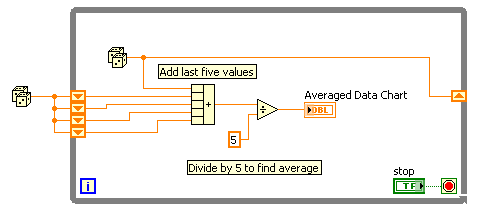 Add last five values
Averaged Data Chart
+
÷
DBL
5
Divide by 5 to find average
stop
i
TF